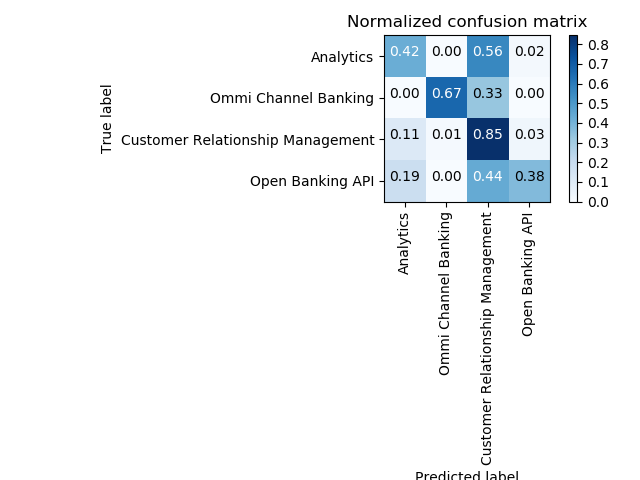 Normalized confusion matrix
True label
Analytics 0.42 0.00 0.56 0.02
Ommi Channel Banking 0.00 0.67 0.33 0.00
Customer Relationship Management 0.11 0.01 0.85 0.03
Open Banking API 0.19 0.00 0.44 0.38
0.8
0.7
0.6
0.5
0.4
0.3
0.2
0.1
0.0
Analytics
Ommi Channel Banking
Customer Relationship Management
Open Banking API
Predicted label